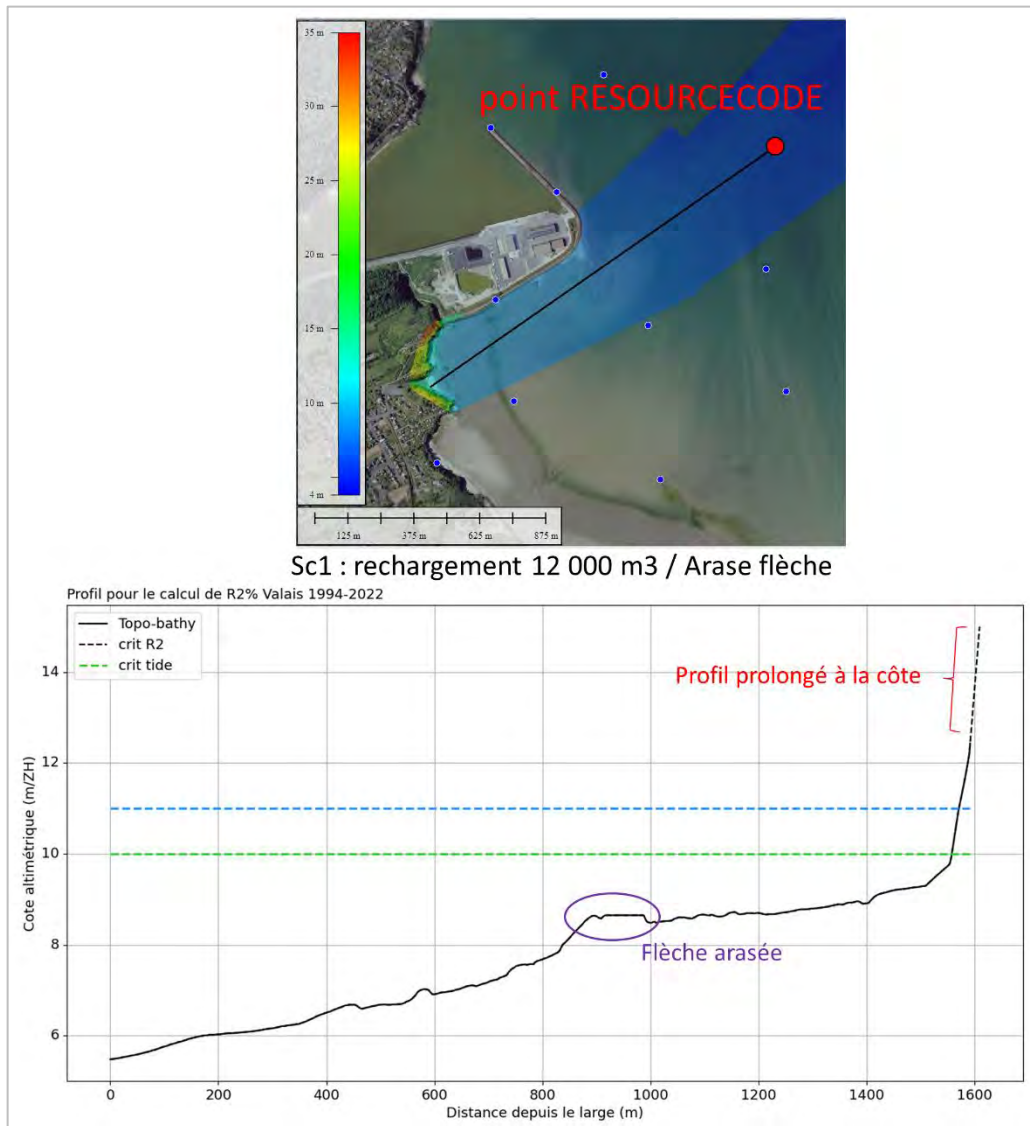 35 m
30 m
25 m
20 m
15 m
10 m
4 m
point RESOURCECODE
125 m 375 m 625 m 875 m
Sc1 : rechargement 12 000 m3 / Arase flèche
Profil pour le calcul de R2% Valais 1994-2022
Topo-bathy
crit R2
crit tide
Profil prolongé à la côte
Flèche arasée
Cote altimétrique (m/ZH)
14
12
10
8
6
0 200 400 600 800 1000 1200 1400 1600
Distance depuis le large (m)